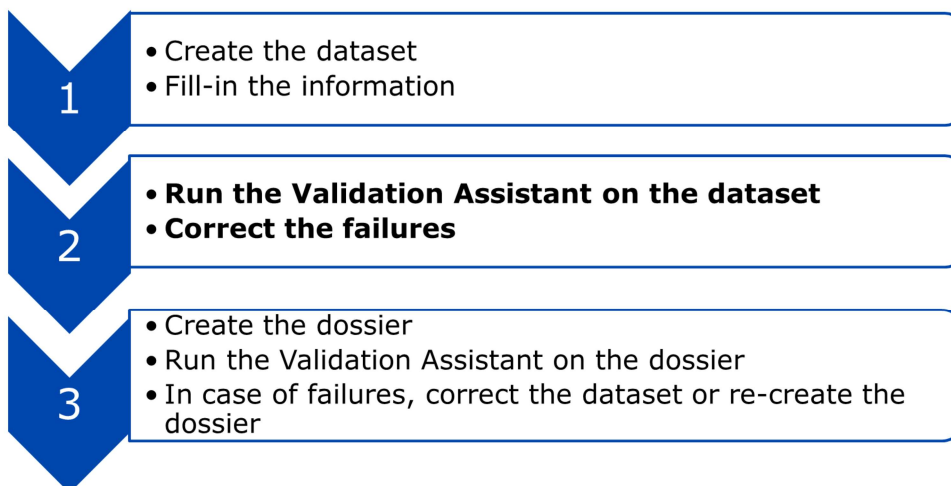 1
• Create the dataset
• Fill-in the information
2
• Run the Validation Assistant on the dataset
• Correct the failures
3
• Create the dossier
• Run the Validation Assistant on the dossier
• In case of failures, correct the dataset or re-create the
dossier